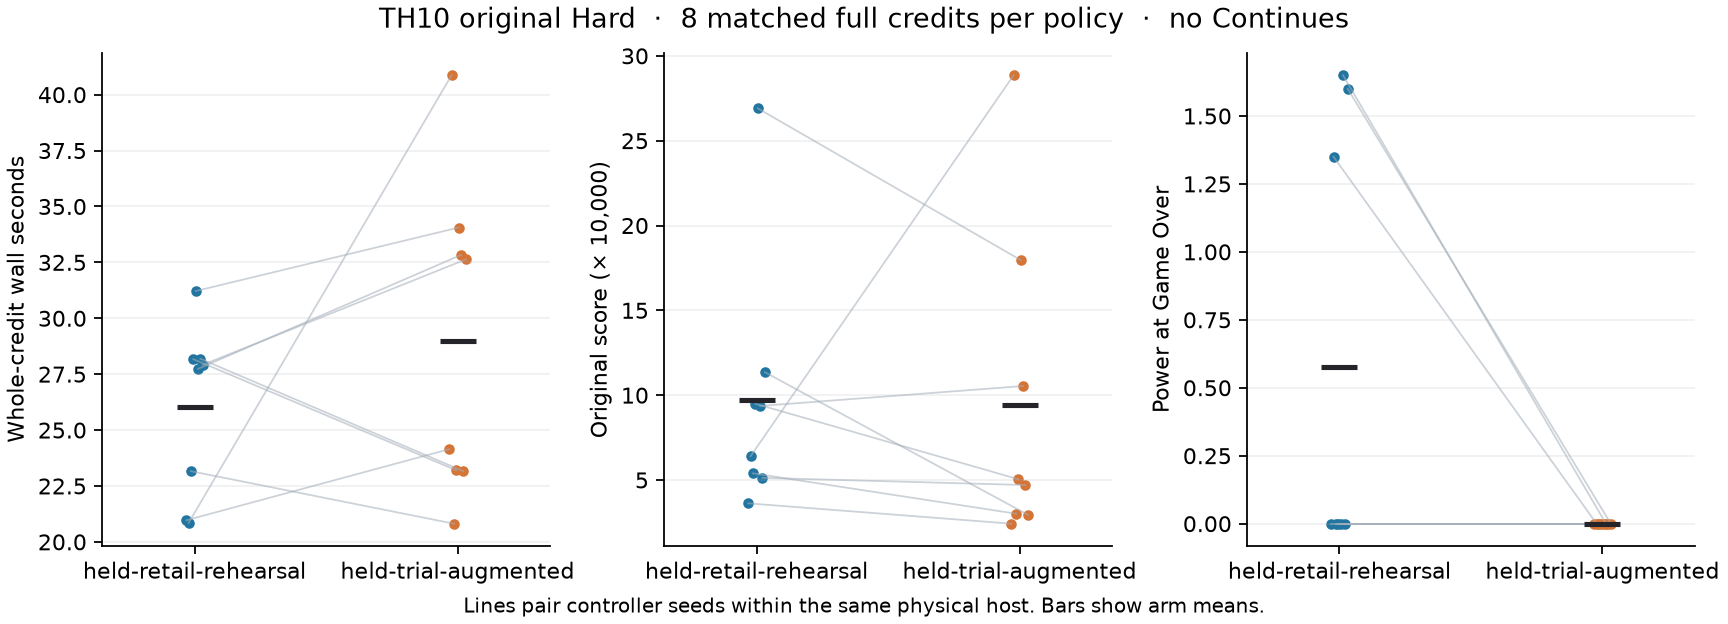 TH10 original Hard · 8 matched full credits per policy · no Continues
Whole-credit wall seconds
40.0
37.5
35.0
32.5
30.0
27.5
25.0
22.5
20.0
held-retail-rehearsal
held-trial-augmented
Original score (× 10,000)
30
25
20
15
10
5
held-retail-rehearsal
held-trial-augmented
Power at Game Over
1.50
1.25
1.00
0.75
0.50
0.25
0.00
held-retail-rehearsal
held-trial-augmented
Lines pair controller seeds within the same physical host. Bars show arm means.